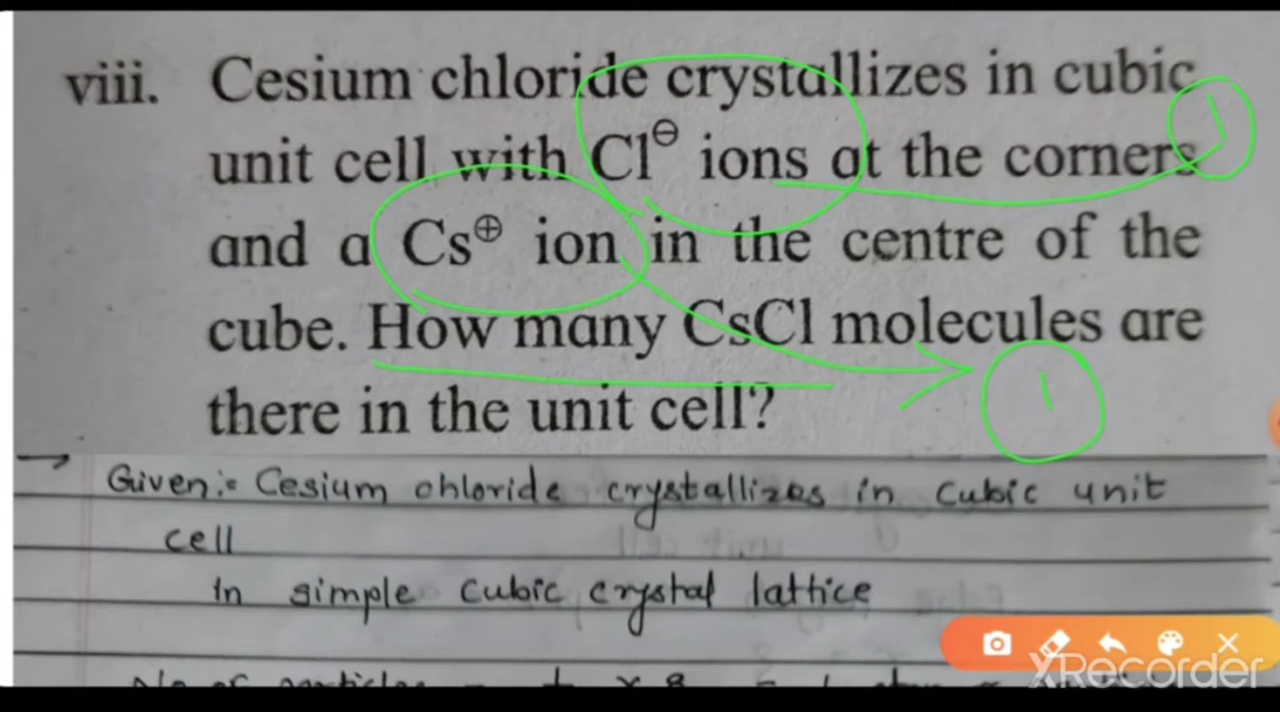 viii. Cesium chloride crystallizes in cubic
unit cell with Cl⊖ ions at the corners
and a Cs⊕ ion in the centre of the
cube. How many CsCl molecules are
there in the unit cell?
1
1
→ Given:- Cesium chloride crystallizes in cubic unit
cell
in simple cubic crystal lattice
XRecorder